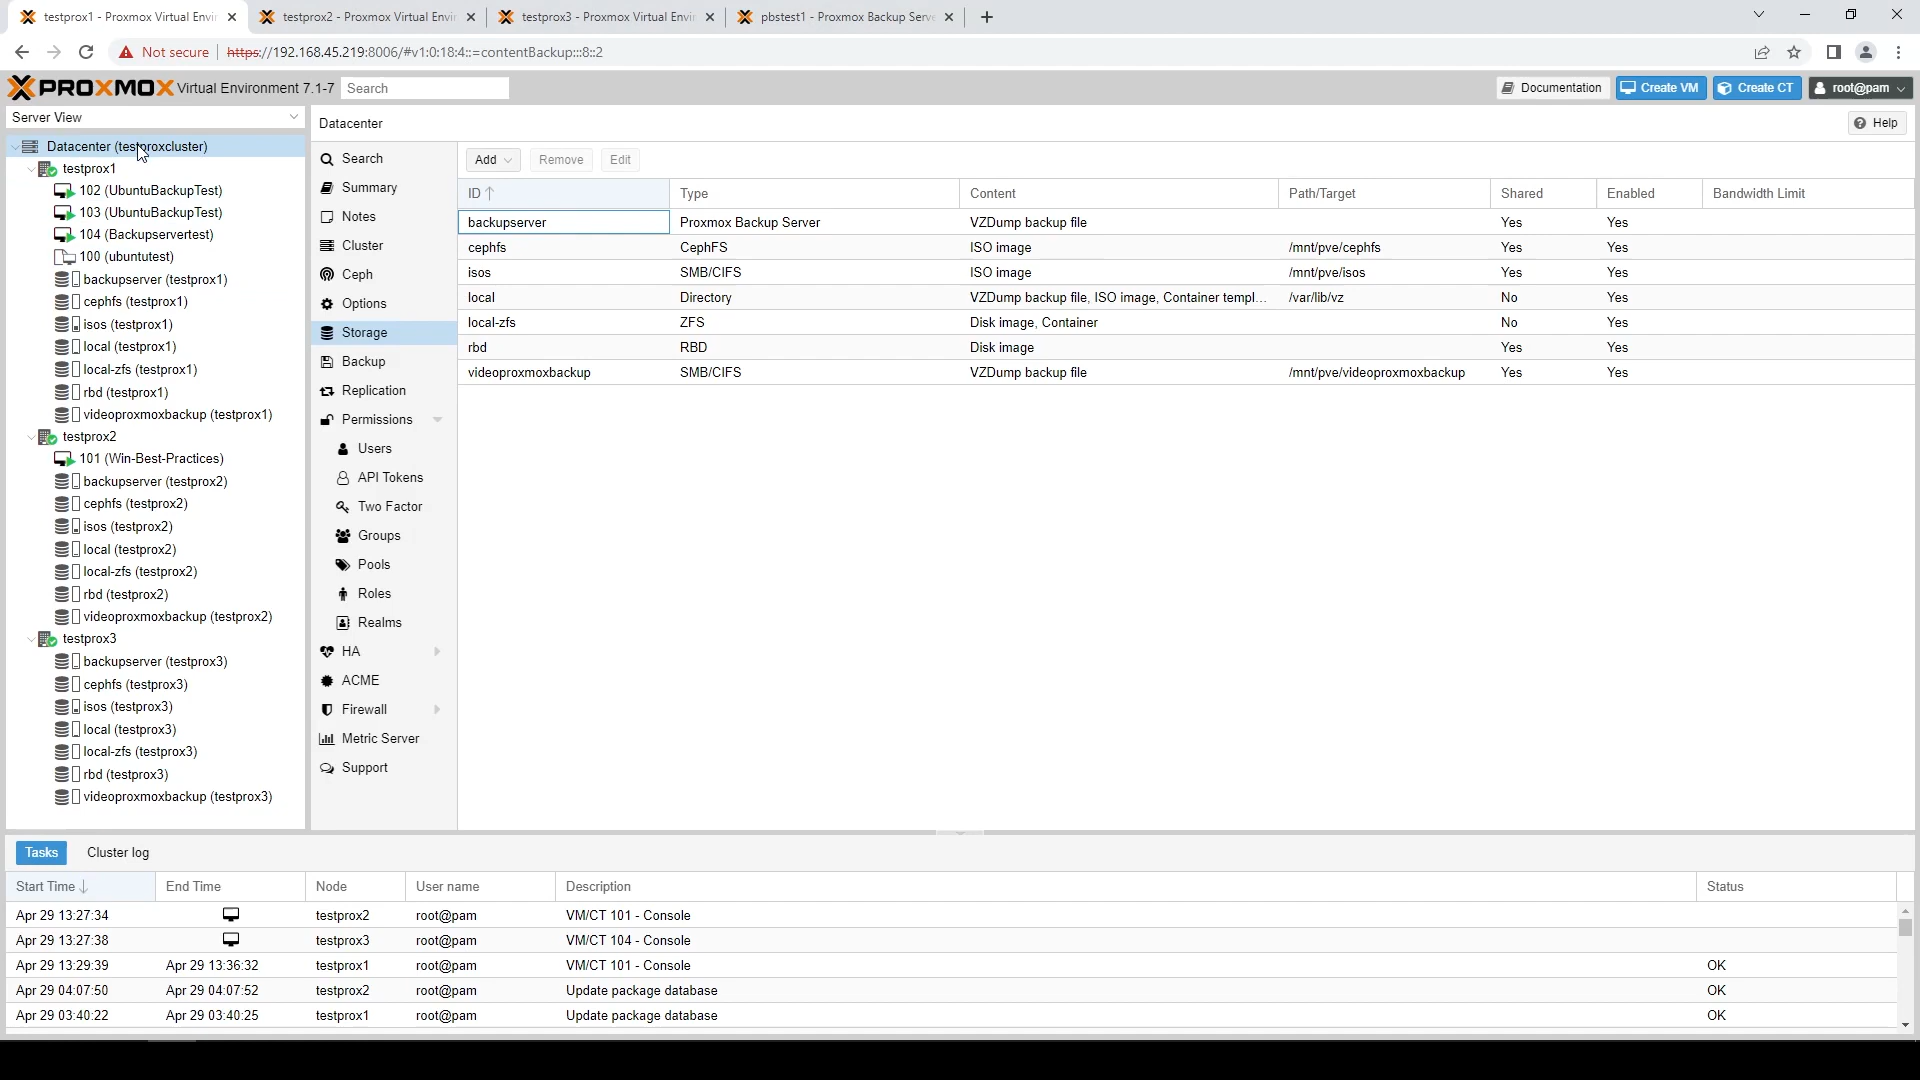 testprox1 - Proxmox Virtual Envir
testprox2 - Proxmox Virtual Envir
testprox3 - Proxmox Virtual Envir
pbstest1 - Proxmox Backup Serve
Not secure
https://192.168.45.219:8006/#v1:0:18:4::=contentBackup:::8::2
PROXMOX Virtual Environment 7.1-7
Search
Documentation
Create VM
Create CT
root@pam
Server View
Datacenter (testproxcluster)
testprox1
102 (UbuntuBackupTest)
103 (UbuntuBackupTest)
104 (Backupservertest)
100 (ubuntutest)
backupserver (testprox1)
cephfs (testprox1)
isos (testprox1)
local (testprox1)
local-zfs (testprox1)
rbd (testprox1)
videoproxmoxbackup (testprox1)
testprox2
101 (Win-Best-Practices)
backupserver (testprox2)
cephfs (testprox2)
isos (testprox2)
local (testprox2)
local-zfs (testprox2)
rbd (testprox2)
videoproxmoxbackup (testprox2)
testprox3
backupserver (testprox3)
cephfs (testprox3)
isos (testprox3)
local (testprox3)
local-zfs (testprox3)
rbd (testprox3)
videoproxmoxbackup (testprox3)
Datacenter
Help
Search
Summary
Notes
Cluster
Ceph
Options
Storage
Backup
Replication
Permissions
Users
API Tokens
Two Factor
Groups
Pools
Roles
Realms
HA
ACME
Firewall
Metric Server
Support
Add Remove Edit
ID Type Content Path/Target Shared Enabled Bandwidth Limit
backupserver Proxmox Backup Server VZDump backup file Yes Yes
cephfs CephFS ISO image /mnt/pve/cephfs Yes Yes
isos SMB/CIFS ISO image /mnt/pve/isos Yes Yes
local Directory VZDump backup file, ISO image, Container templ... /var/lib/vz No Yes
local-zfs ZFS Disk image, Container No Yes
rbd RBD Disk image Yes Yes
videoproxmoxbackup SMB/CIFS VZDump backup file /mnt/pve/videoproxmoxbackup Yes Yes
Tasks Cluster log
Start Time End Time Node User name Description Status
Apr 29 13:27:34 testprox2 root@pam VM/CT 101 - Console
Apr 29 13:27:38 testprox3 root@pam VM/CT 104 - Console
Apr 29 13:29:39 Apr 29 13:36:32 testprox1 root@pam VM/CT 101 - Console OK
Apr 29 04:07:50 Apr 29 04:07:52 testprox2 root@pam Update package database OK
Apr 29 03:40:22 Apr 29 03:40:25 testprox1 root@pam Update package database OK